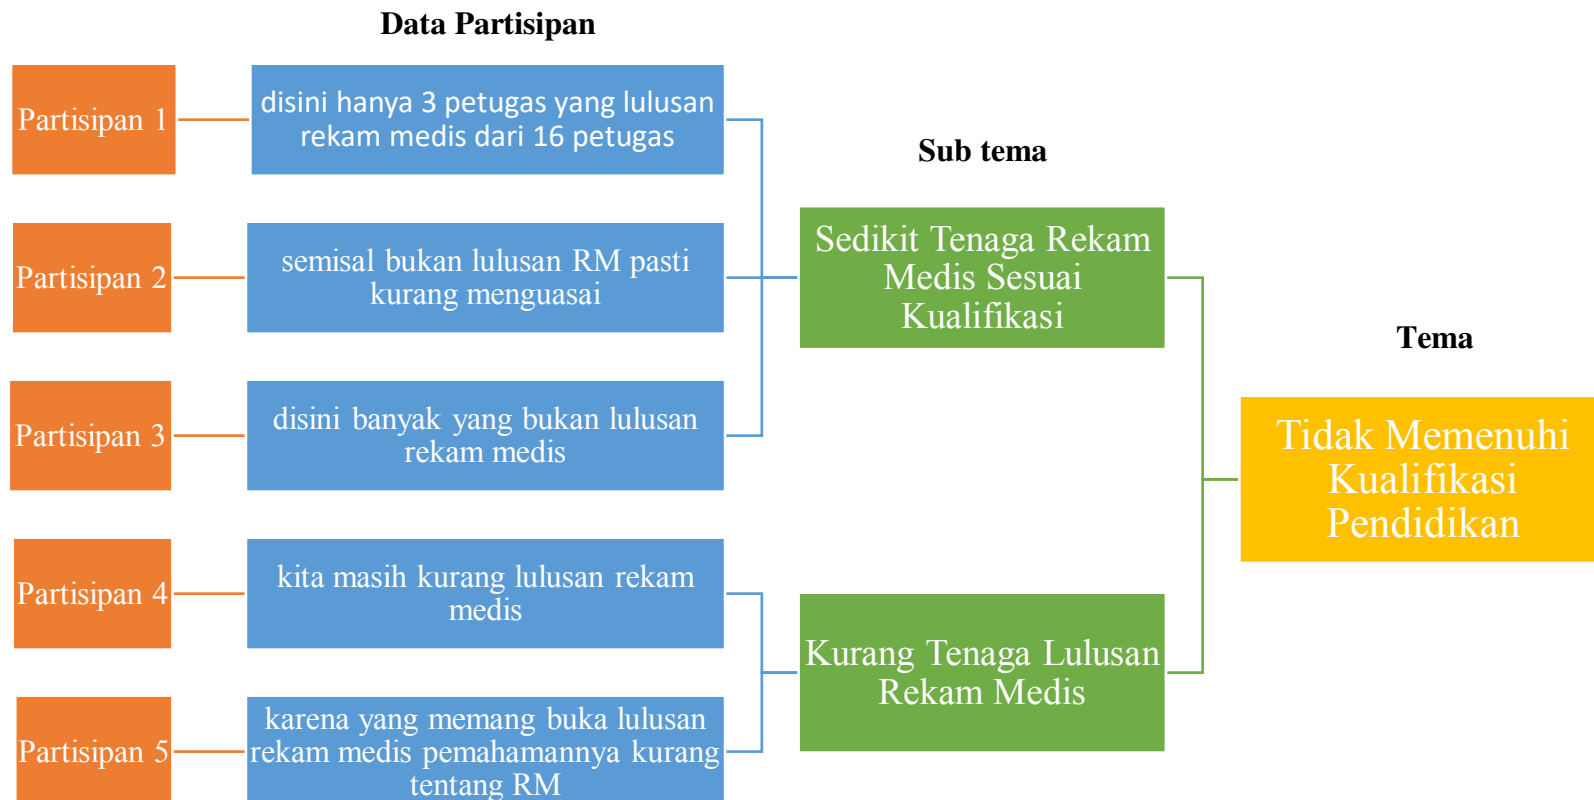 Data Partisipan
Partisipan 1
disini hanya 3 petugas yang lulusan
rekam medis dari 16 petugas
Partisipan 2
semisal bukan lulusan RM pasti
kurang menguasai
Partisipan 3
disini banyak yang bukan lulusan
rekam medis
Partisipan 4
kita masih kurang lulusan rekam
medis
Partisipan 5
karena yang memang buka lulusan
rekam medis pemahamannya kurang
tentang RM
Sub tema
Sedikit Tenaga Rekam
Medis Sesuai
Kualifikasi
Kurang Tenaga Lulusan
Rekam Medis
Tema
Tidak Memenuhi
Kualifikasi
Pendidikan